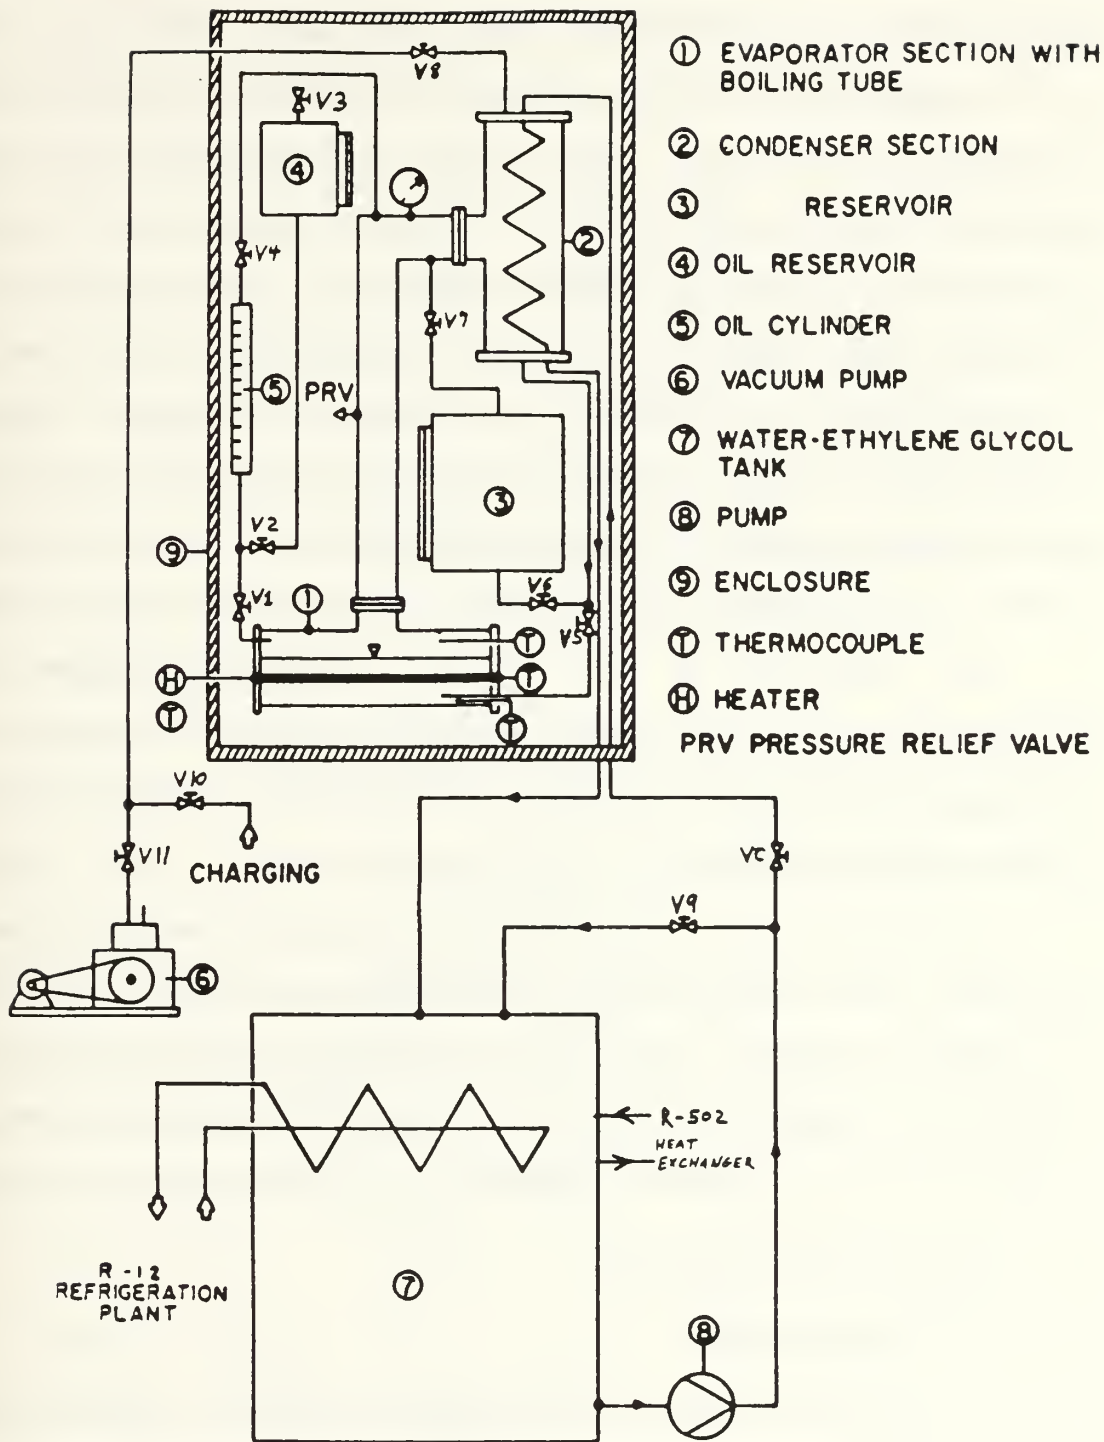 V8
V3
④
V4
②
V7
⑤
PRV
③
V2
⑨
V6
V1
①
V5
Ⓣ
Ⓗ
Ⓣ
Ⓣ
Ⓣ
V10
V11
CHARGING
VC
V9
⑥
R-502
HEAT
EXCHANGER
R-12
REFRIGERATION
PLANT
⑦
⑧
① EVAPORATOR SECTION WITH
BOILING TUBE
② CONDENSER SECTION
③ RESERVOIR
④ OIL RESERVOIR
⑤ OIL CYLINDER
⑥ VACUUM PUMP
⑦ WATER-ETHYLENE GLYCOL
TANK
⑧ PUMP
⑨ ENCLOSURE
Ⓣ THERMOCOUPLE
Ⓗ HEATER
PRV PRESSURE RELIEF VALVE